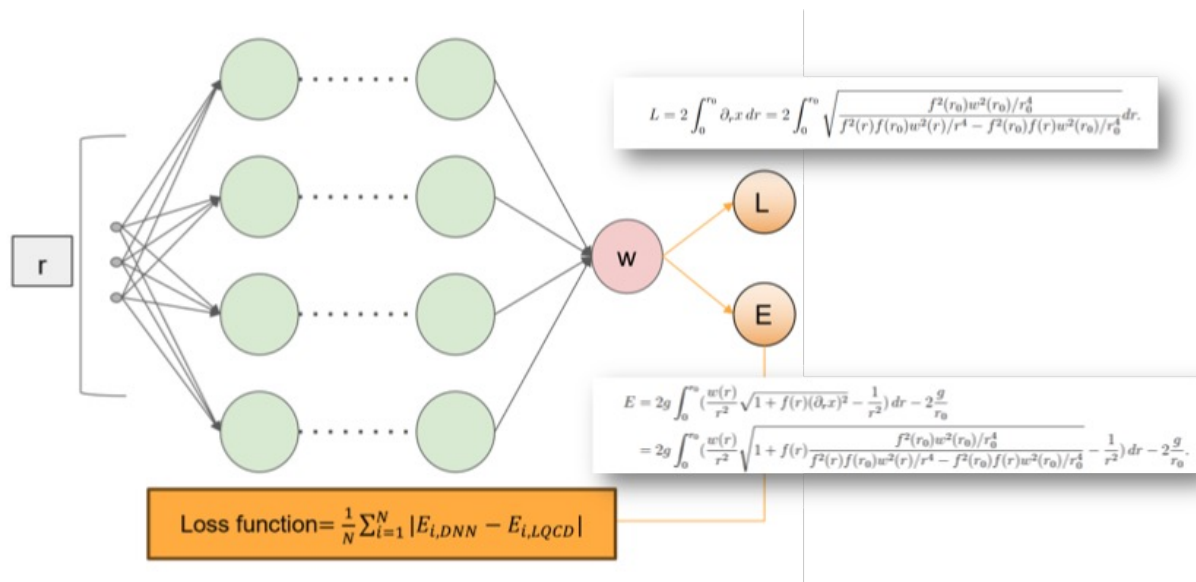 L = 2 \int_0^{r_0} \partial_r x \, dr = 2 \int_0^{r_0} \sqrt{\frac{f^2(r_0)w^2(r_0)/r_0^4}{f^2(r)f(r_0)w^2(r)/r^4 - f^2(r_0)f(r)w^2(r_0)/r_0^4}} dr.
r
w
L
E
E = 2g \int_0^{r_0} (\frac{w(r)}{r^2} \sqrt{1 + f(r)(\partial_r x)^2} - \frac{1}{r^2}) \, dr - 2\frac{g}{r_0}
= 2g \int_0^{r_0} (\frac{w(r)}{r^2} \sqrt{1 + f(r)\frac{f^2(r_0)w^2(r_0)/r_0^4}{f^2(r)f(r_0)w^2(r)/r^4 - f^2(r_0)f(r)w^2(r_0)/r_0^4}} - \frac{1}{r^2}) \, dr - 2\frac{g}{r_0}.
Loss function= \frac{1}{N} \sum_{i=1}^{N} |E_{i,DNN} - E_{i,LQCD}|